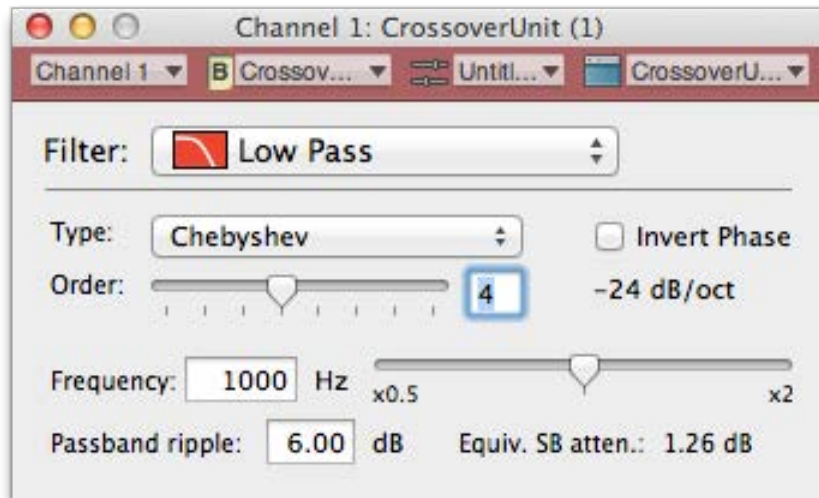 Channel 1: CrossoverUnit (1)
Channel 1 B Crossov... Untitl... CrossoverU...
Filter: Low Pass
Type: Chebyshev Invert Phase
Order: 4 -24 dB/oct
Frequency: 1000 Hz x0.5 x2
Passband ripple: 6.00 dB Equiv. SB atten.: 1.26 dB